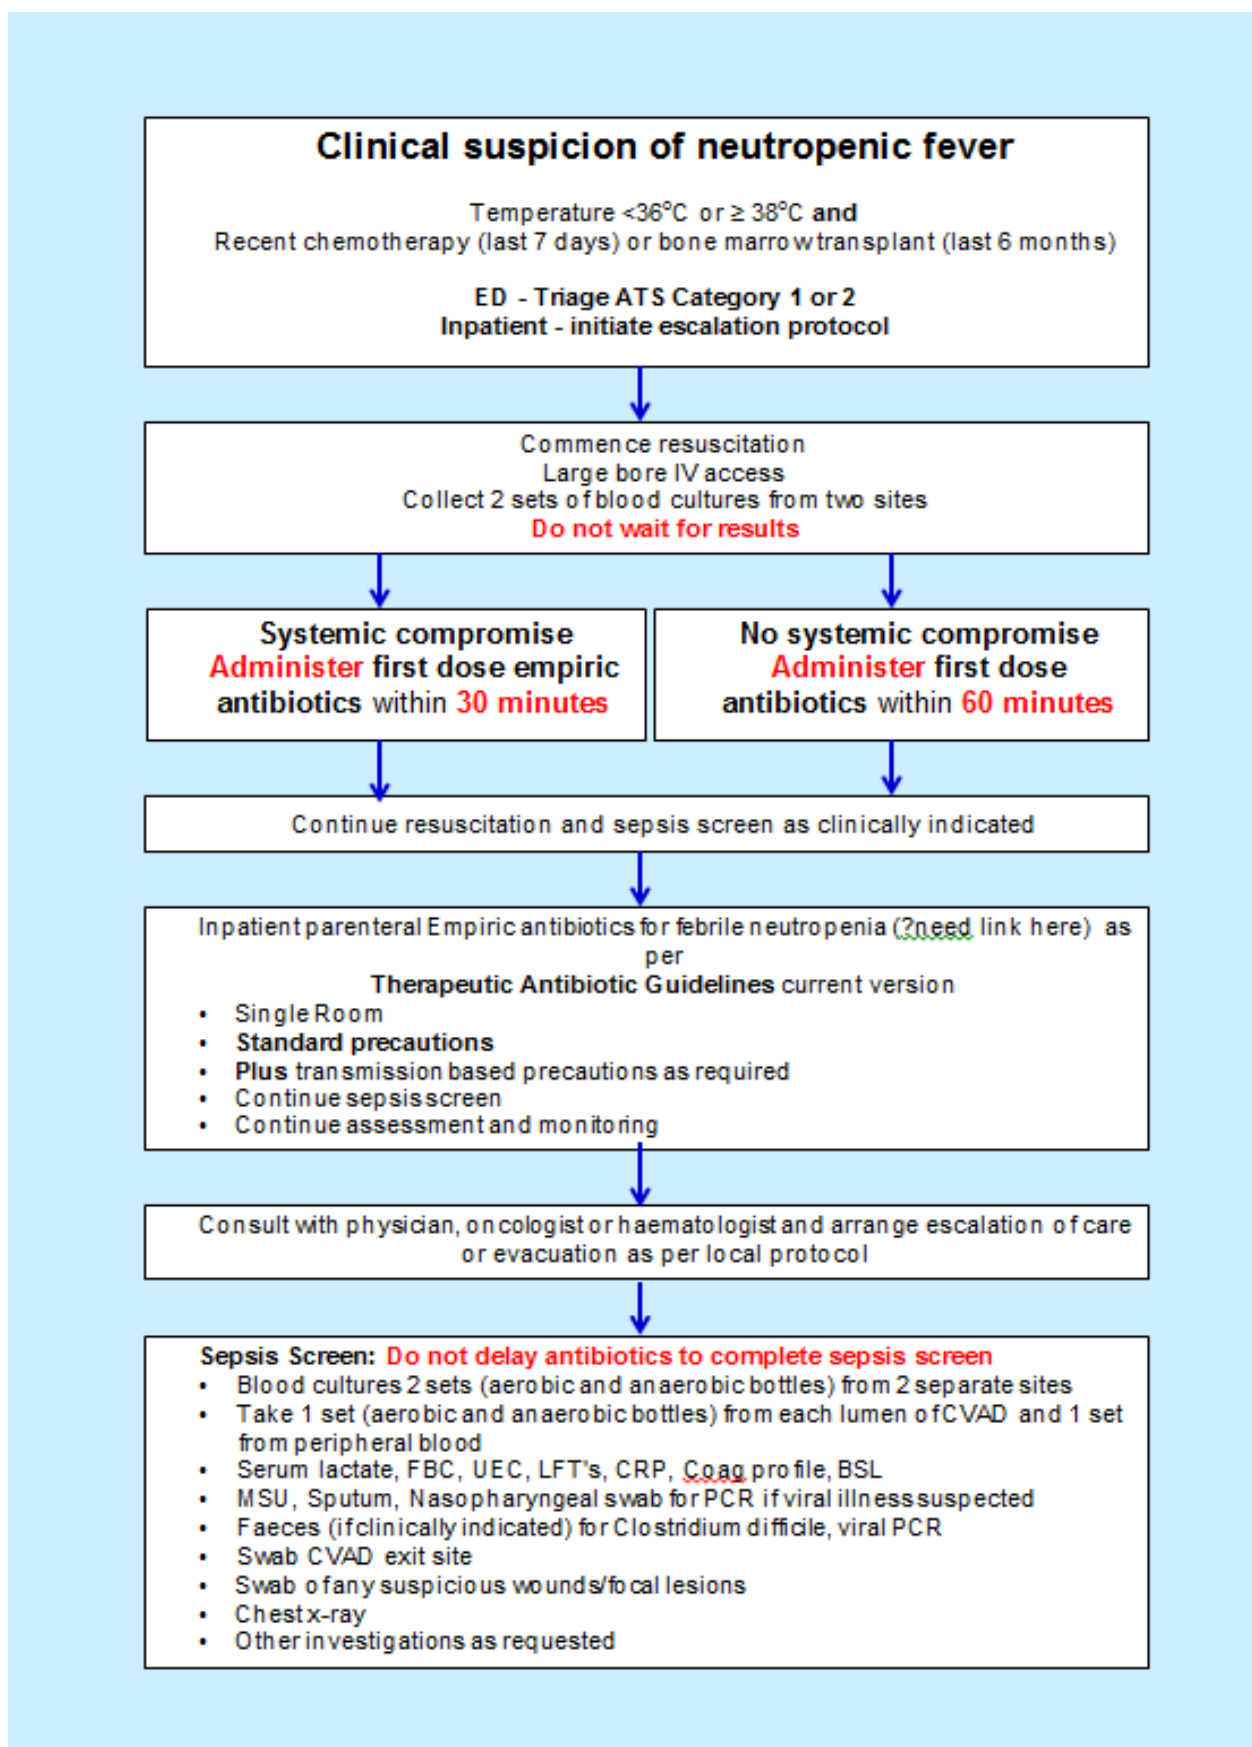 Clinical suspicion of neutropenic fever
Temperature <36°C or ≥ 38°C and
Recent chemotherapy (last 7 days) or bone marrow transplant (last 6 months)
ED - Triage ATS Category 1 or 2
Inpatient - initiate escalation protocol
Commence resuscitation
Large bore IV access
Collect 2 sets of blood cultures from two sites
Do not wait for results
Systemic compromise
Administer first dose empiric
antibiotics within 30 minutes
No systemic compromise
Administer first dose
antibiotics within 60 minutes
Continue resuscitation and sepsis screen as clinically indicated
Inpatient parenteral Empiric antibiotics for febrile neutropenia (?need link here) as
per
Therapeutic Antibiotic Guidelines current version
• Single Room
• Standard precautions
• Plus transmission based precautions as required
• Continue sepsis screen
• Continue assessment and monitoring
Consult with physician, oncologist or haematologist and arrange escalation of care
or evacuation as per local protocol
Sepsis Screen: Do not delay antibiotics to complete sepsis screen
• Blood cultures 2 sets (aerobic and anaerobic bottles) from 2 separate sites
• Take 1 set (aerobic and anaerobic bottles) from each lumen of CVAD and 1 set
from peripheral blood
• Serum lactate, FBC, UEC, LFT's, CRP, Coag profile, BSL
• MSU, Sputum, Nasopharyngeal swab for PCR if viral illness suspected
• Faeces (if clinically indicated) for Clostridium difficile, viral PCR
• Swab CVAD exit site
• Swab of any suspicious wounds/focal lesions
• Chest x-ray
• Other investigations as requested